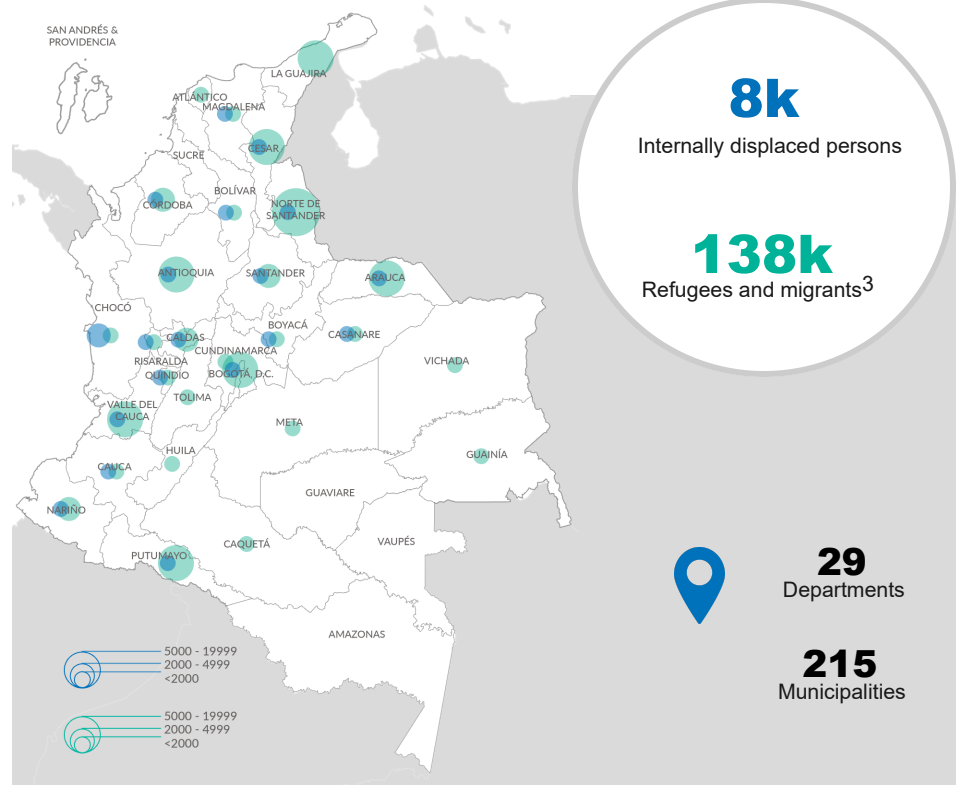 SAN ANDRÉS &
PROVIDENCIA
LA GUAJIRA
ATLÁNTICO
MAGDALENA
CESAR
SUCRE
BOLÍVAR
CÓRDOBA
NORTE DE
SANTANDER
ANTIOQUIA
SANTANDER
ARAUCA
CHOCÓ
BOYACÁ
CALDAS
CASANARE
CUNDINAMARCA
RISARALDA
VICHADA
QUINDÍO
BOGOTÁ, D.C.
TOLIMA
VALLE DEL
CAUCA
META
HUILA
GUAINÍA
CAUCA
GUAVIARE
NARIÑO
VAUPÉS
CAQUETÁ
PUTUMAYO
AMAZONAS
5000 - 19999
2000 - 4999
<2000
5000 - 19999
2000 - 4999
<2000
8k
Internally displaced persons
138k
Refugees and migrants3
29
Departments
215
Municipalities